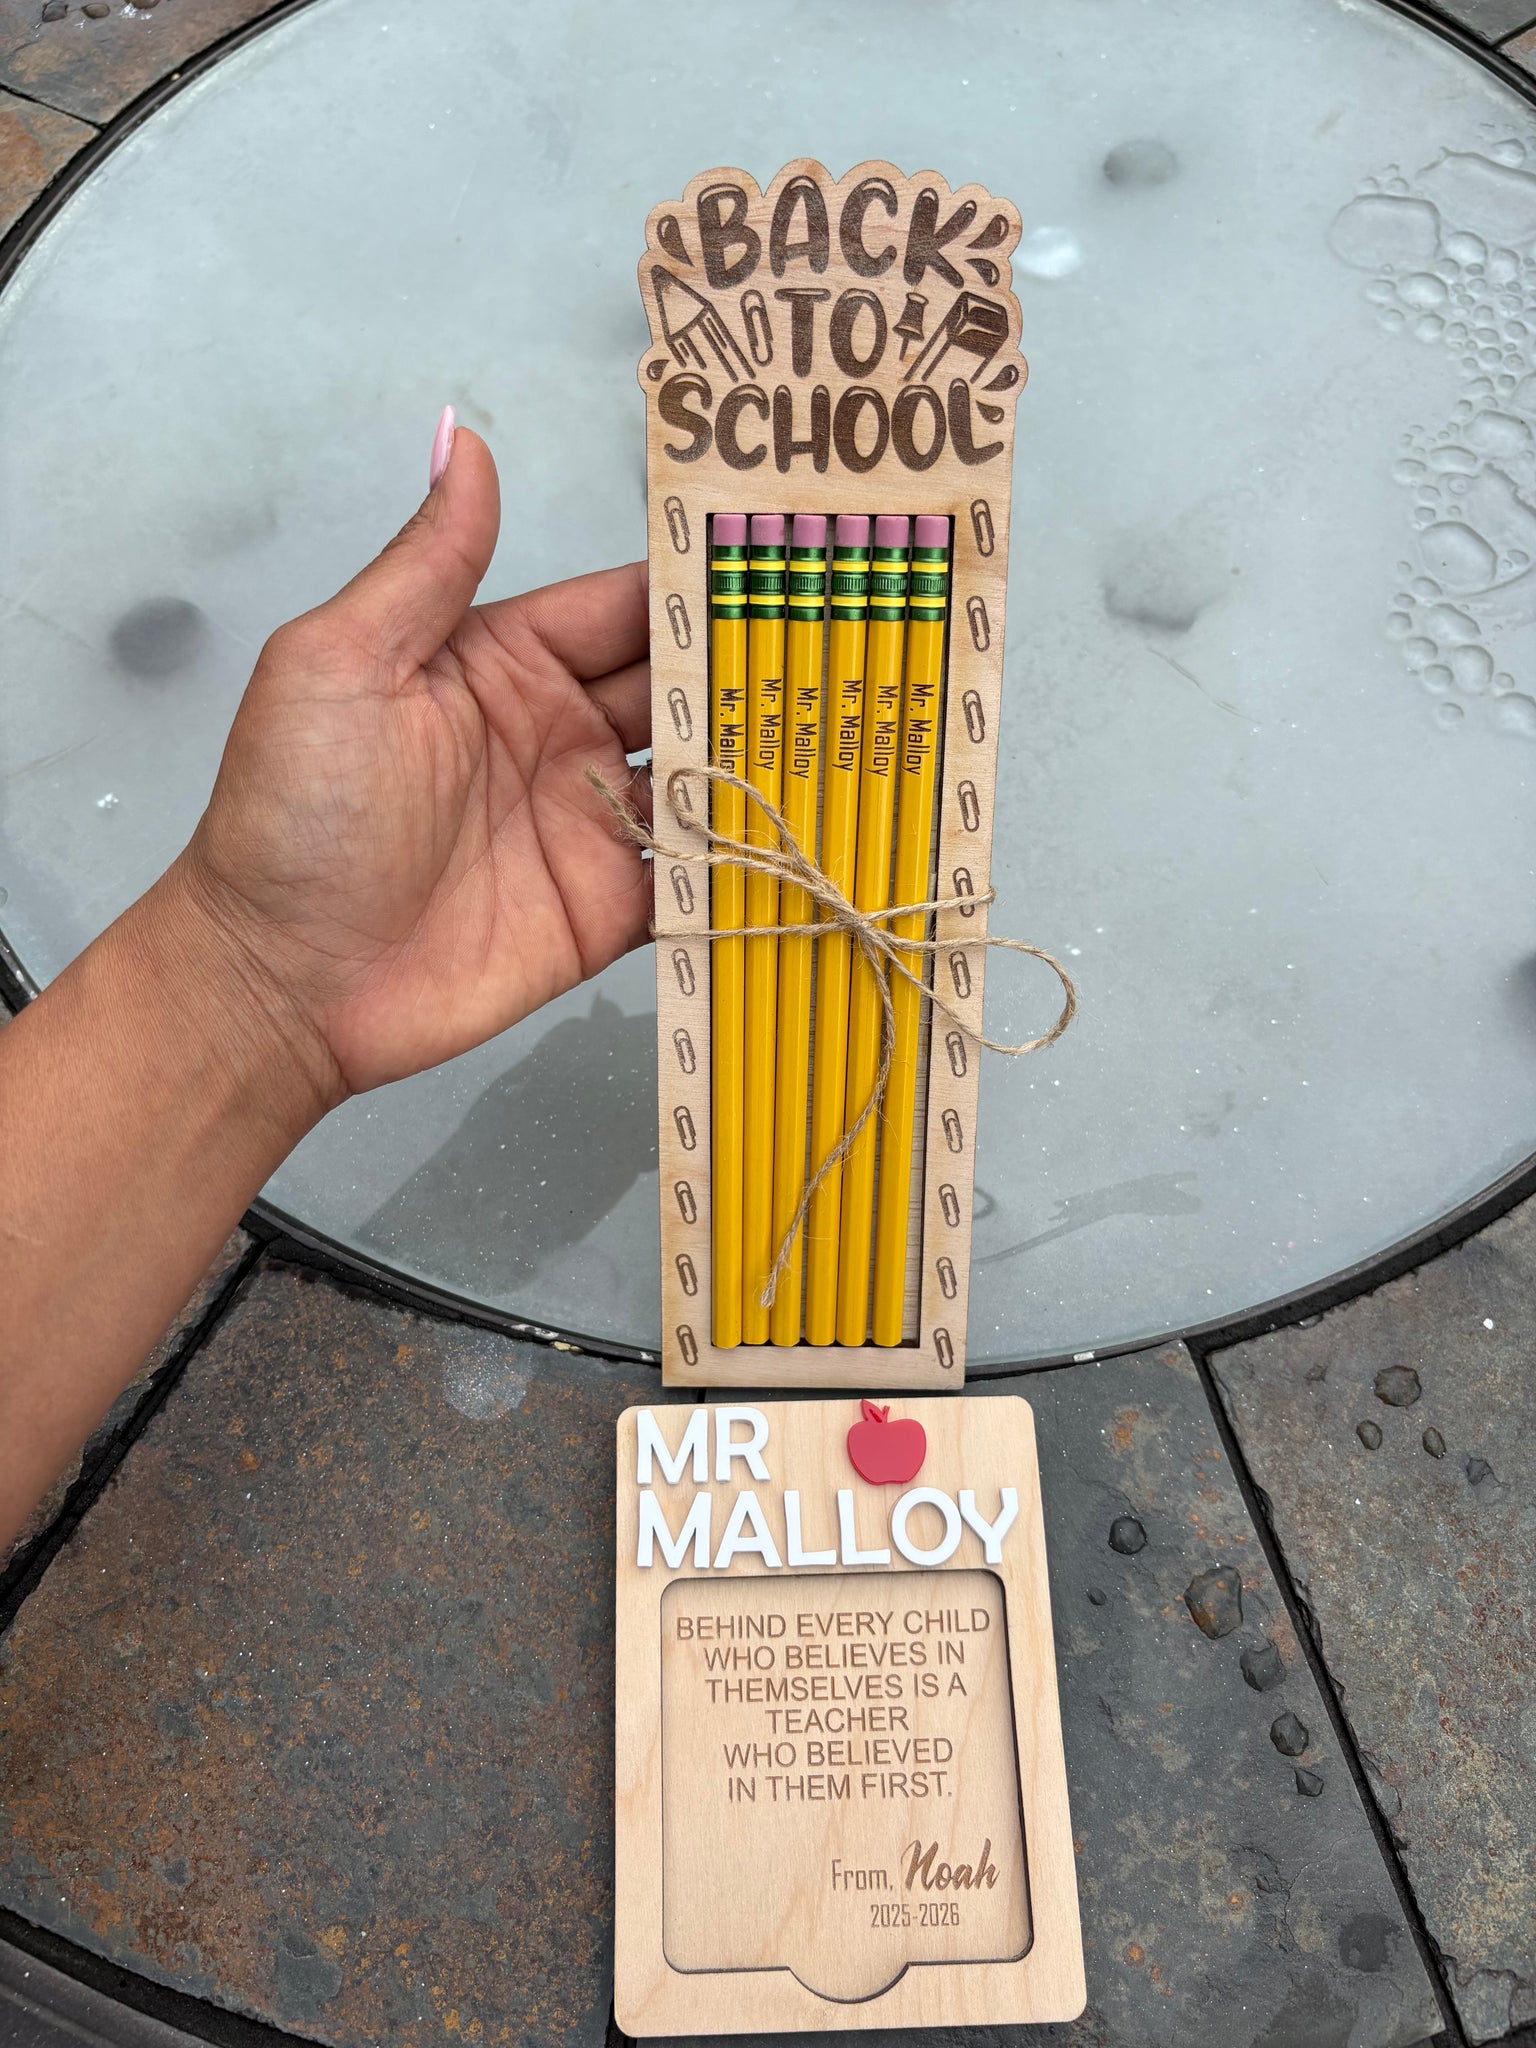 BACK
TO
SCHOOL
Mr. Malloy
Mr. Malloy
Mr. Malloy
Mr. Malloy
Mr. Malloy
Mr. Malloy
MR
MALLOY
BEHIND EVERY CHILD
WHO BELIEVES IN
THEMSELVES IS A
TEACHER
WHO BELIEVED
IN THEM FIRST.
From, Noah
2025-2026